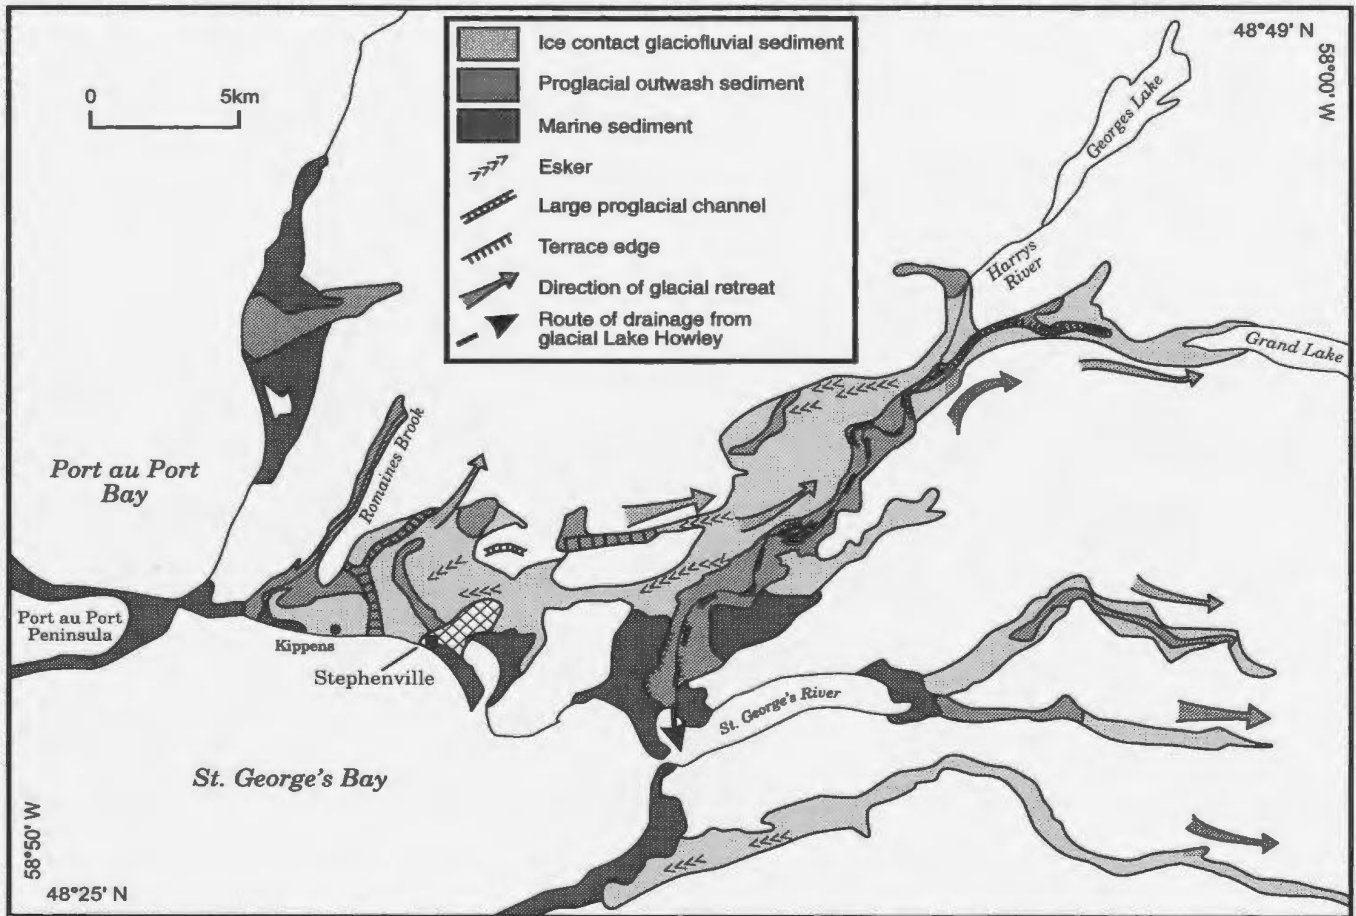 Ice contact glaciofluvial sediment
Proglacial outwash sediment
Marine sediment
Esker
Large proglacial channel
Terrace edge
Direction of glacial retreat
Route of drainage from
glacial Lake Howley
0 5km
48°49' N
58°00' W
Georges Lake
Harrys
River
Grand Lake
Romaines Brook
Port au Port
Bay
Port au Port
Peninsula
Kippens
Stephenville
St. George's River
St. George's Bay
58°50' W
48°25' N